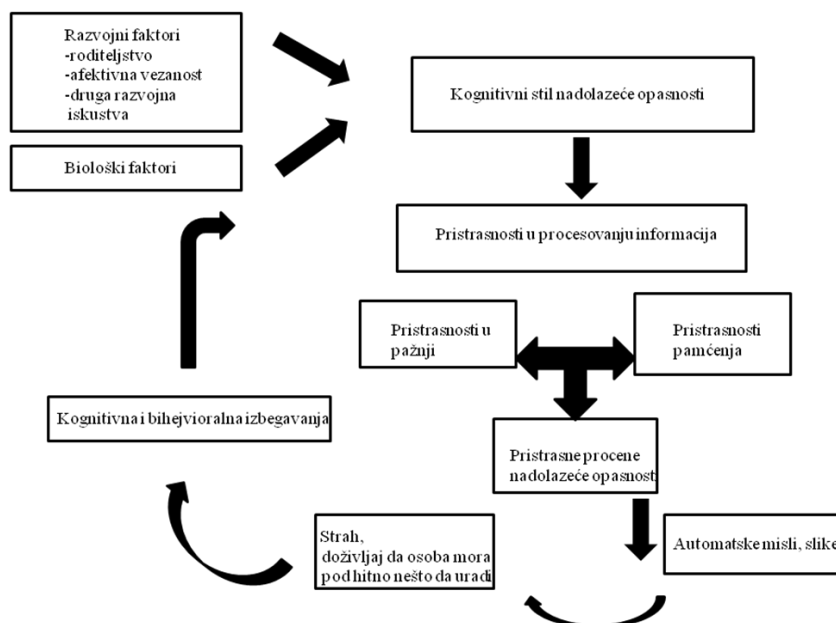 Razvojni faktori
-roditeljstvo
-afektivna vezanost
-druga razvojna
iskustva
Biološki faktori
Kognitivni stil nadolazeće opasnosti
Pristrasnosti u procesovanju informacija
Pristrasnosti u
pažnji
Pristrasnosti
pamćenja
Pristrasne procene
nadolazeće opasnosti
Automatske misli, slike
Strah,
doživljaj da osoba mora
pod hitno nešto da uradi
Kognitivna i bihejvioralna izbegavanja